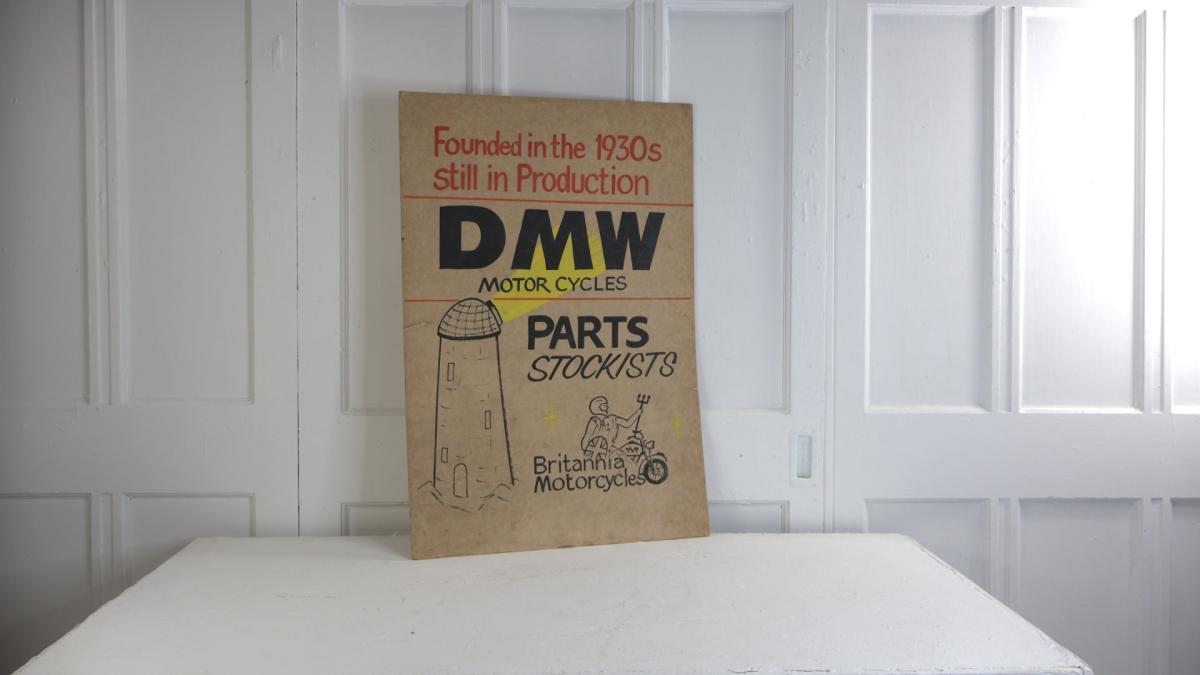 Founded in the 1930s
still in Production
DMW
MOTOR CYCLES
PARTS
STOCKISTS
Britannia
Motorcycles